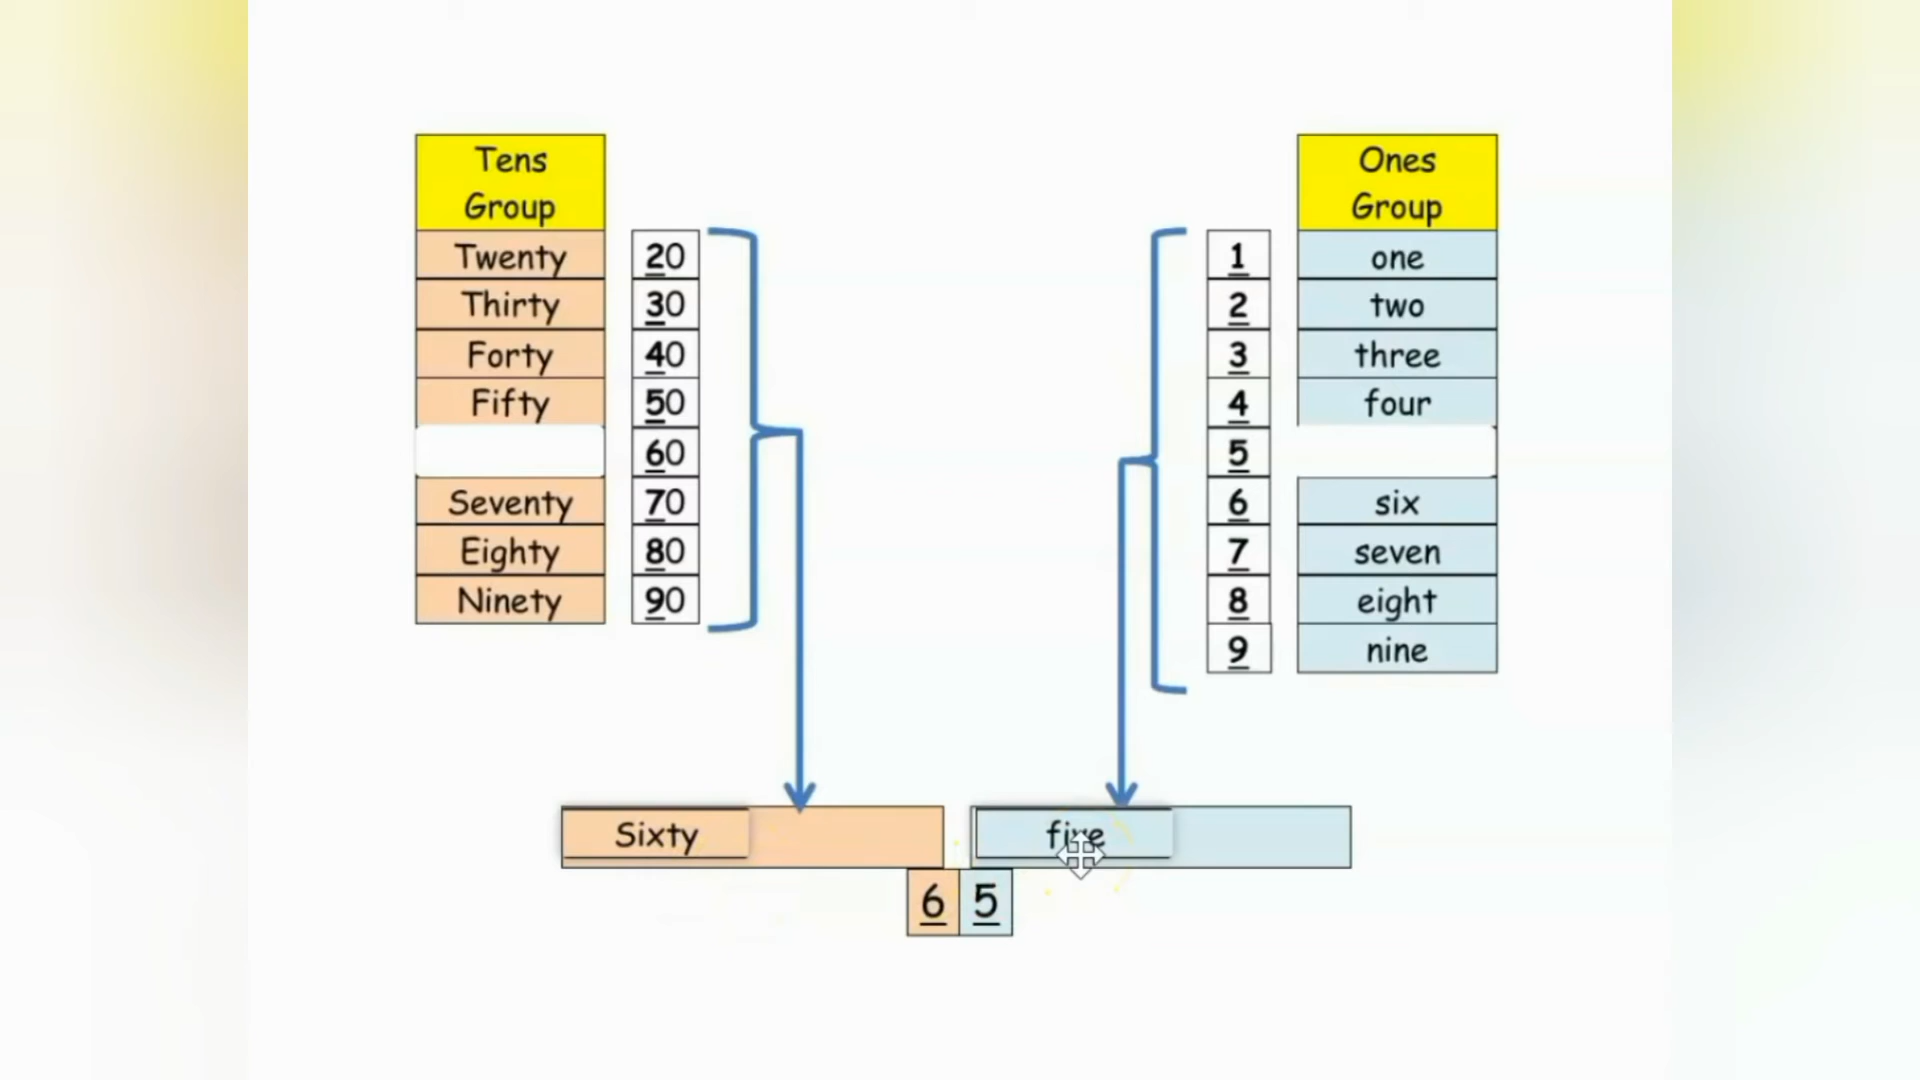 Tens
Group
Twenty 20
Thirty 30
Forty 40
Fifty 50
60
Seventy 70
Eighty 80
Ninety 90
Ones
Group
1 one
2 two
3 three
4 four
5
6 six
7 seven
8 eight
9 nine
Sixty five
6 5